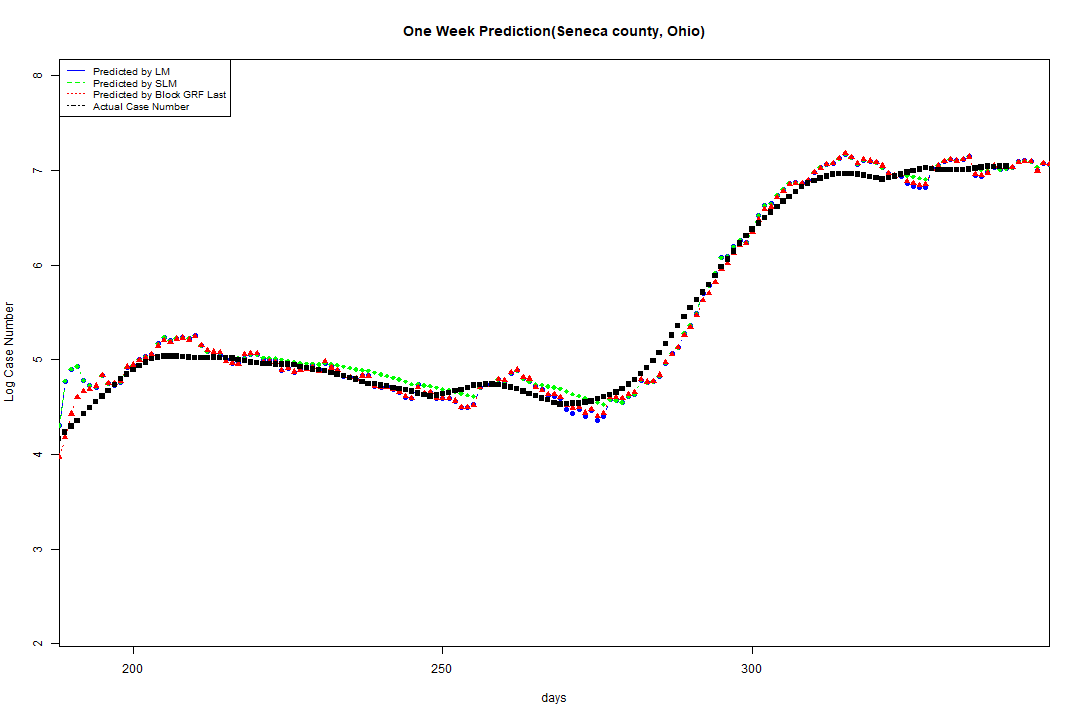 One Week Prediction(Seneca county, Ohio)
Predicted by LM
Predicted by SLM
Predicted by Block GRF Last
Actual Case Number
8
7
6
5
4
3
2
Log Case Number
200
250
300
days